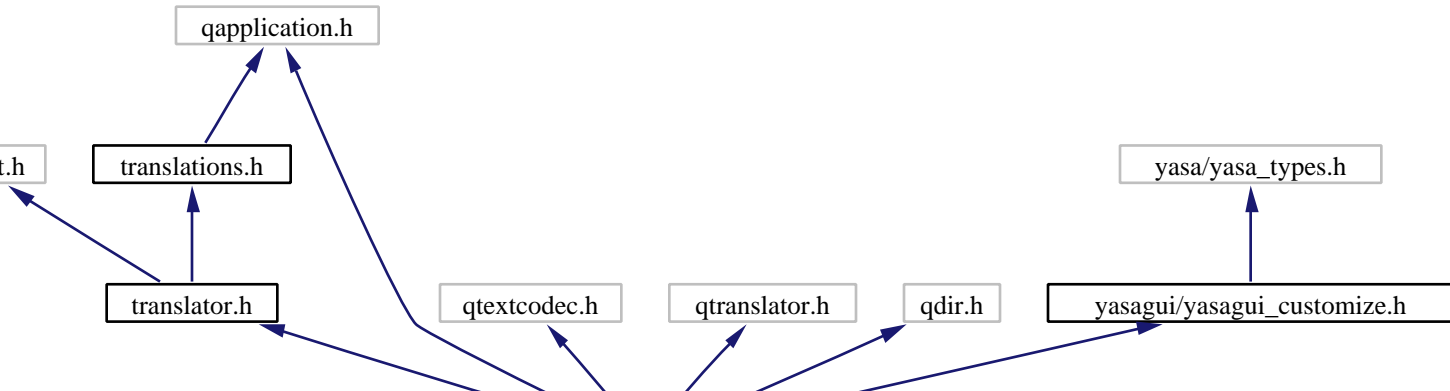 qapplication.h
t.h
translations.h
yasa/yasa_types.h
translator.h
qtextcodec.h
qtranslator.h
qdir.h
yasagui/yasagui_customize.h